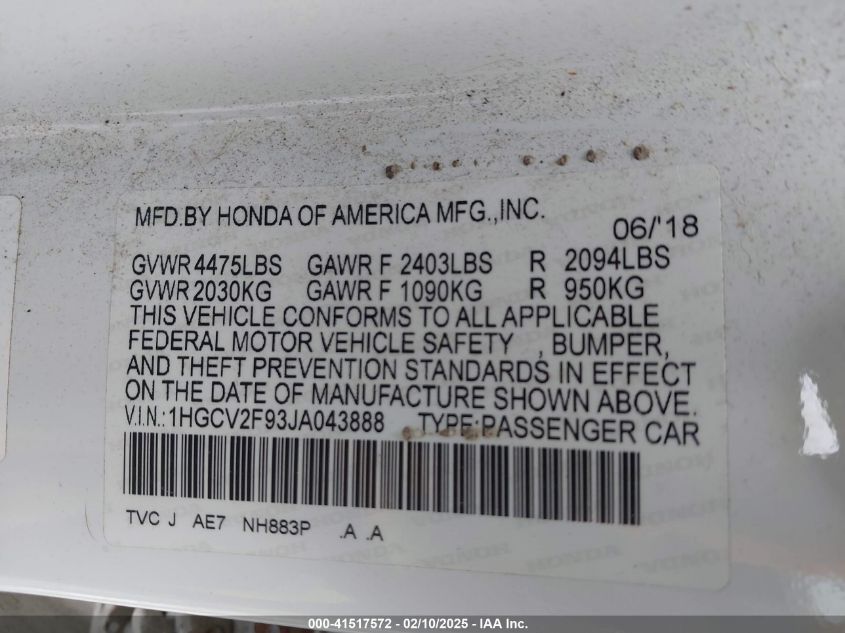 MFD.BY HONDA OF AMERICA MFG.,INC.
06/'18
GVWR 4475LBS GAWR F 2403LBS R 2094LBS
GVWR 2030KG GAWR F 1090KG R 950KG
THIS VEHICLE CONFORMS TO ALL APPLICABLE
FEDERAL MOTOR VEHICLE SAFETY , BUMPER,
AND THEFT PREVENTION STANDARDS IN EFFECT
ON THE DATE OF MANUFACTURE SHOWN ABOVE.
V.I.N.:1HGCV2F93JA043888 TYPE:PASSENGER CAR
TVC J AE7 NH883P .A .A
000-41517572 - 02/10/2025 - IAA Inc.